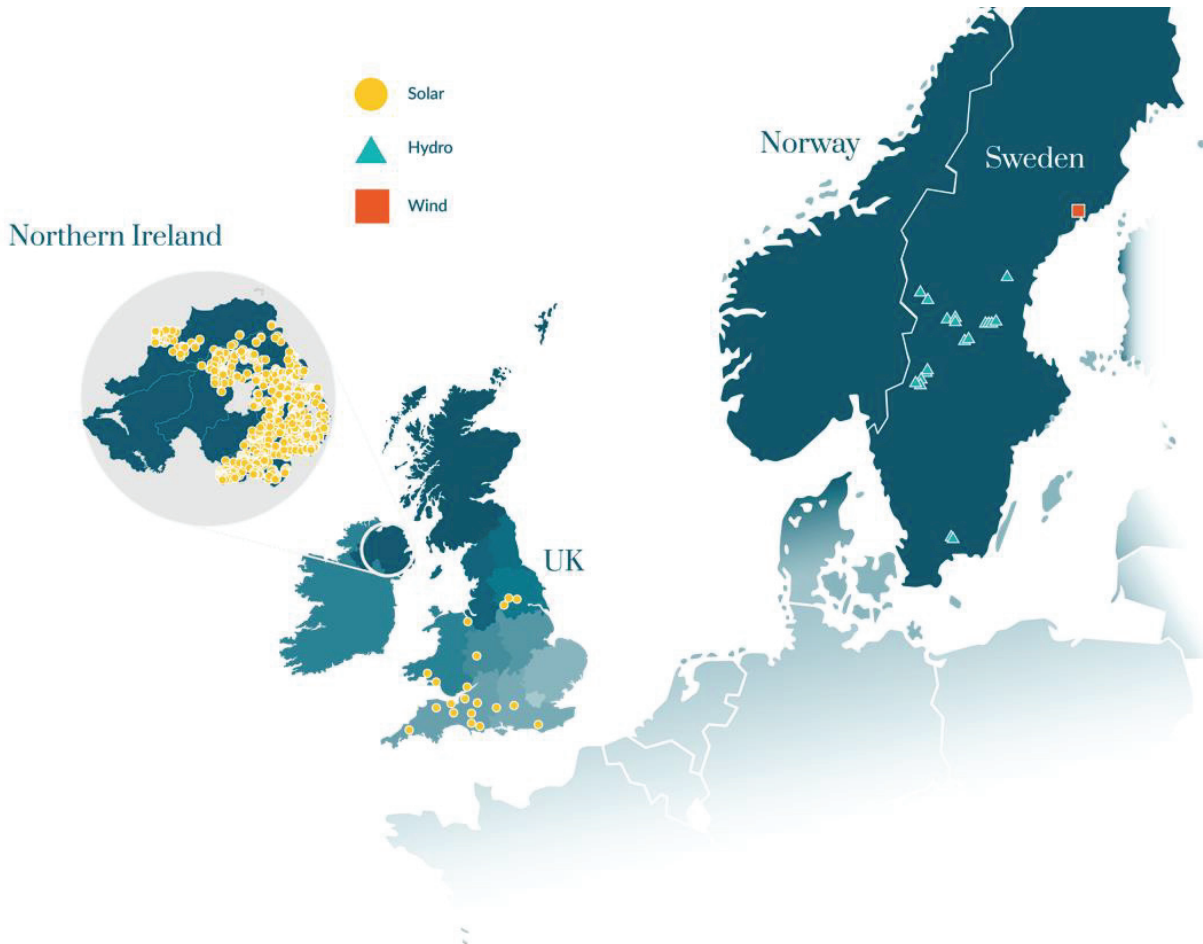 Solar
Hydro
Wind
Norway
Sweden
Northern Ireland
UK